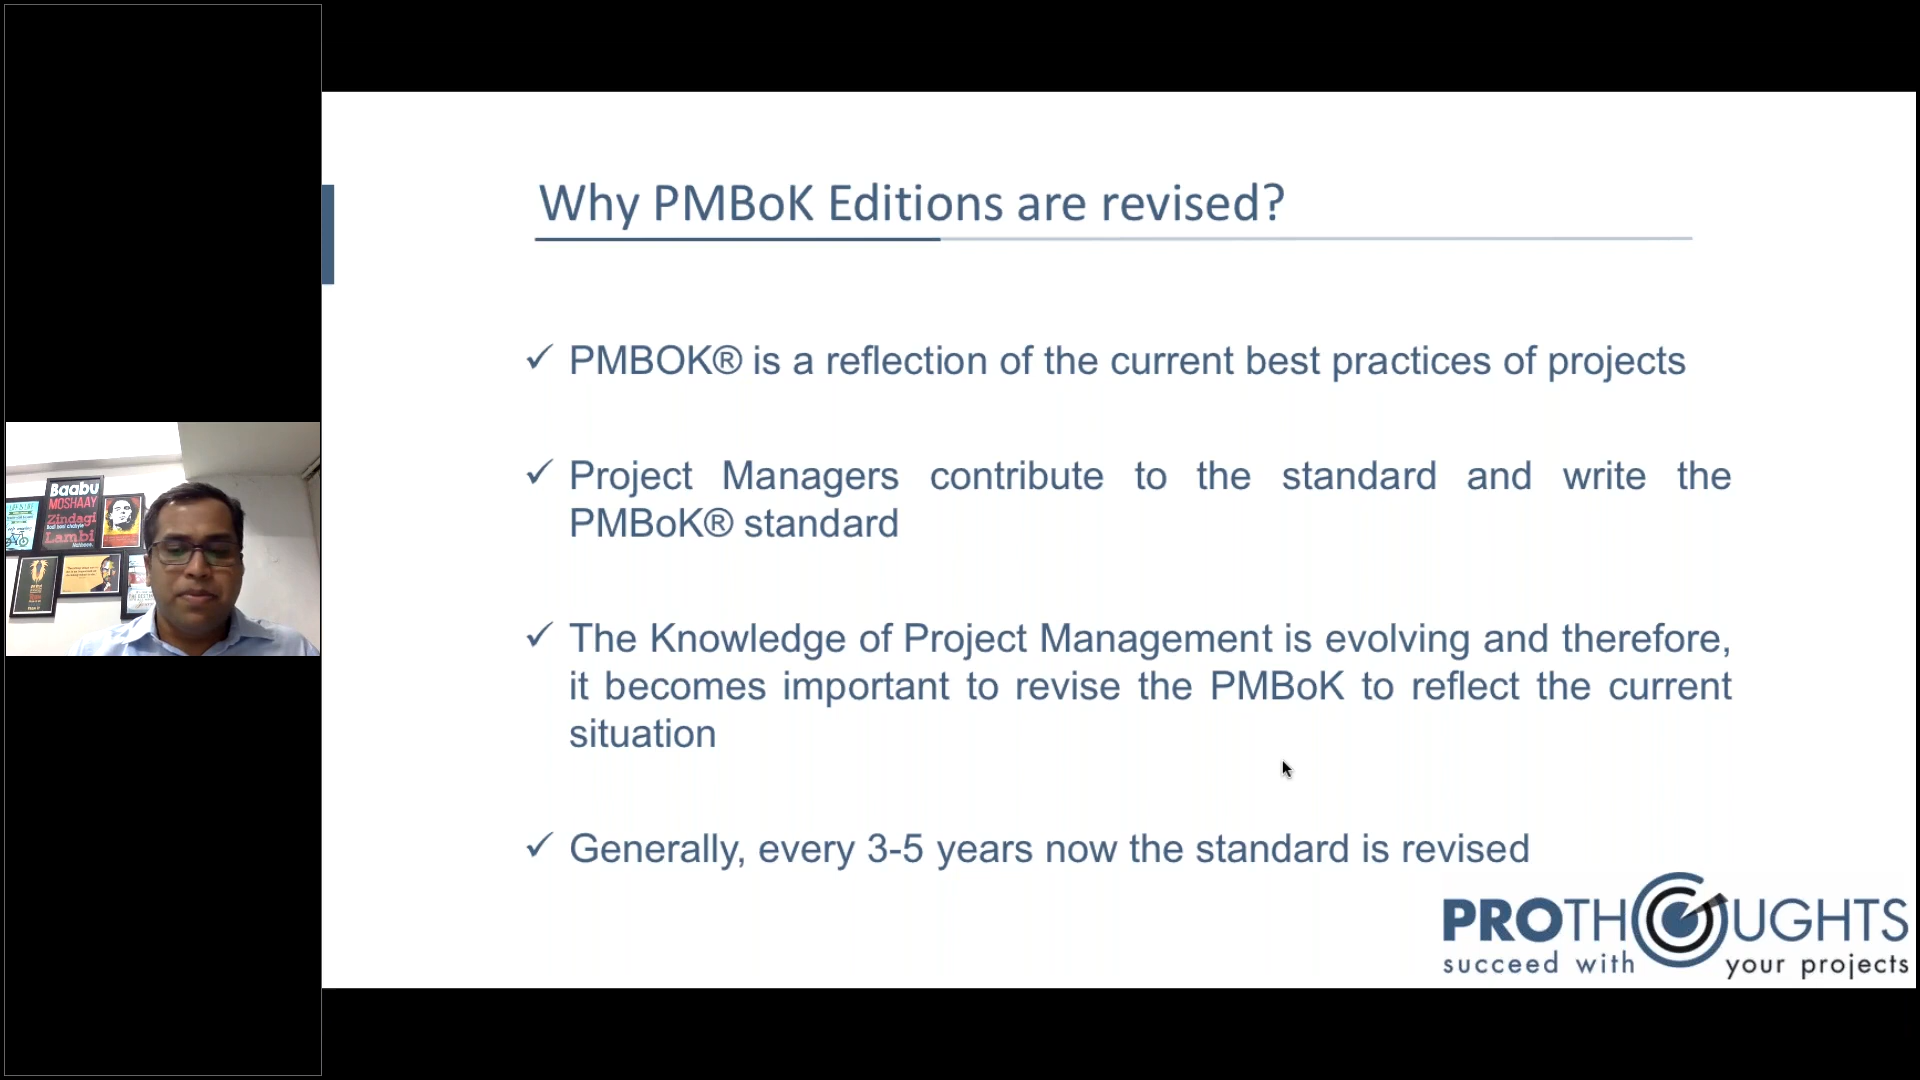 Why PMBoK Editions are revised?
✓ PMBOK® is a reflection of the current best practices of projects
✓ Project Managers contribute to the standard and write the
PMBoK® standard
✓ The Knowledge of Project Management is evolving and therefore,
it becomes important to revise the PMBoK to reflect the current
situation
✓ Generally, every 3-5 years now the standard is revised
PROTHOUGHTS
succeed with your projects
Baabu
MOSHAAY
Zindagi
Lambi